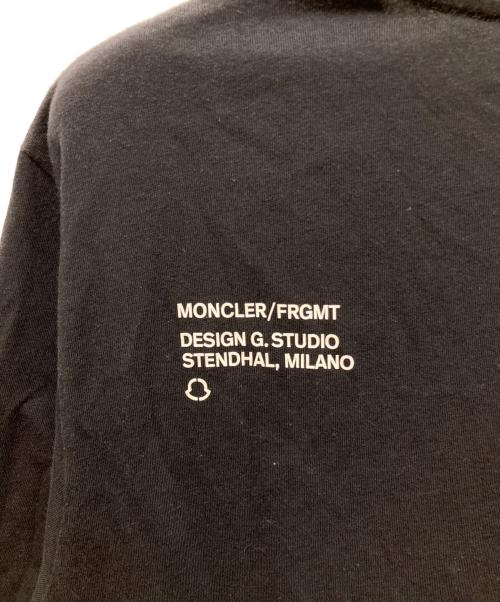 MONCLER/FRGMT
DESIGN G. STUDIO
STENDHAL, MILANO